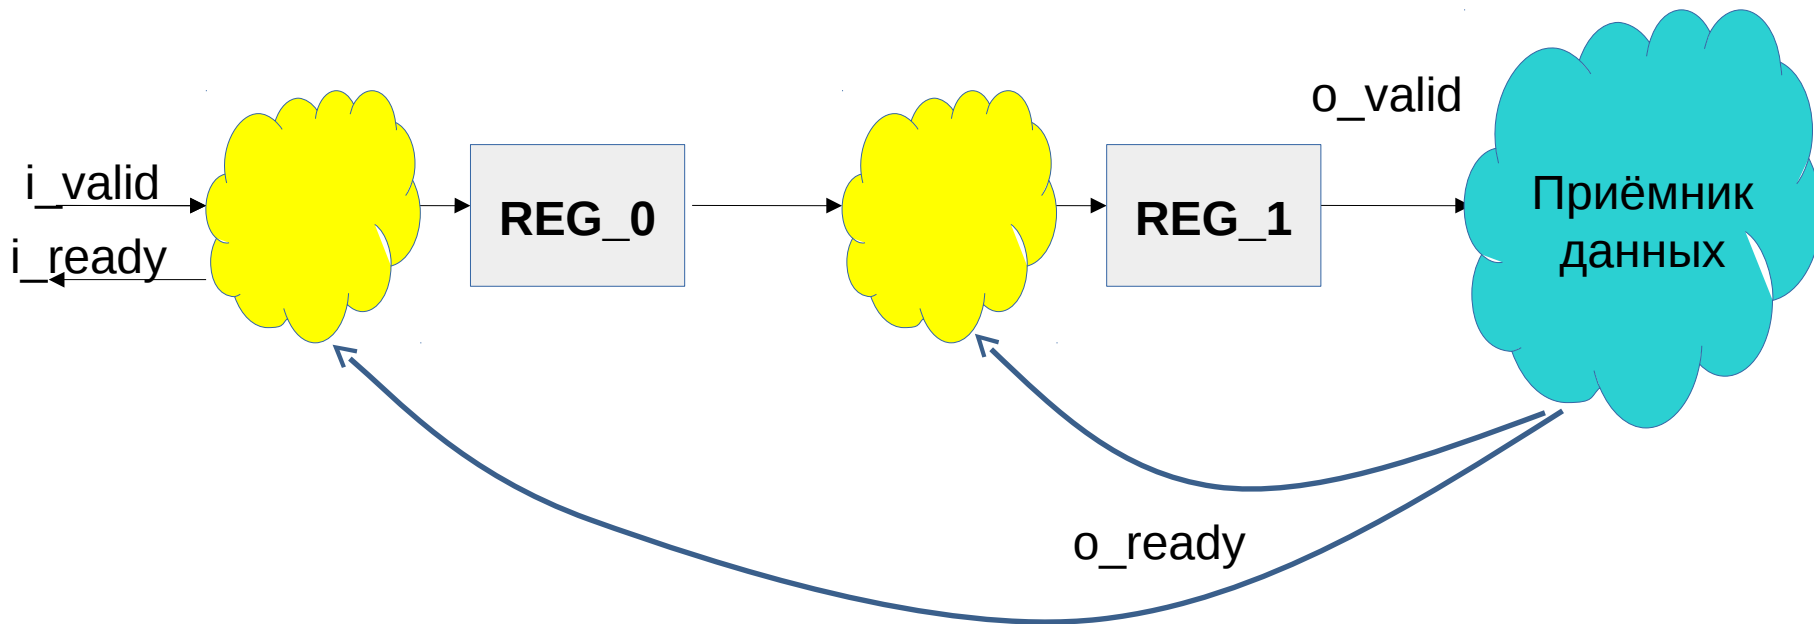 o_valid
i_valid
i_ready
REG_0
REG_1
Приёмник
данных
o_ready